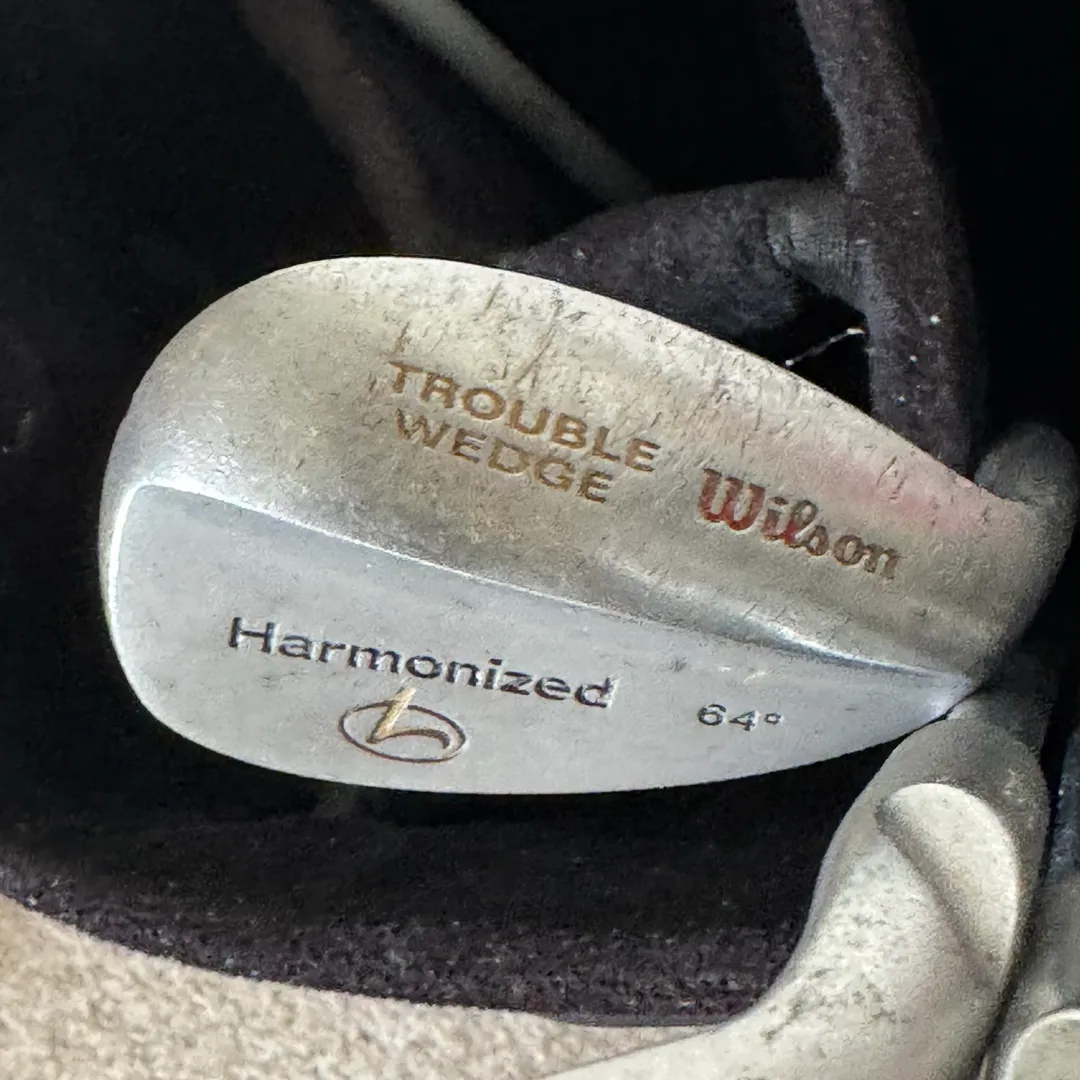 TROUBLE
WEDGE
Wilson
Harmonized
64°